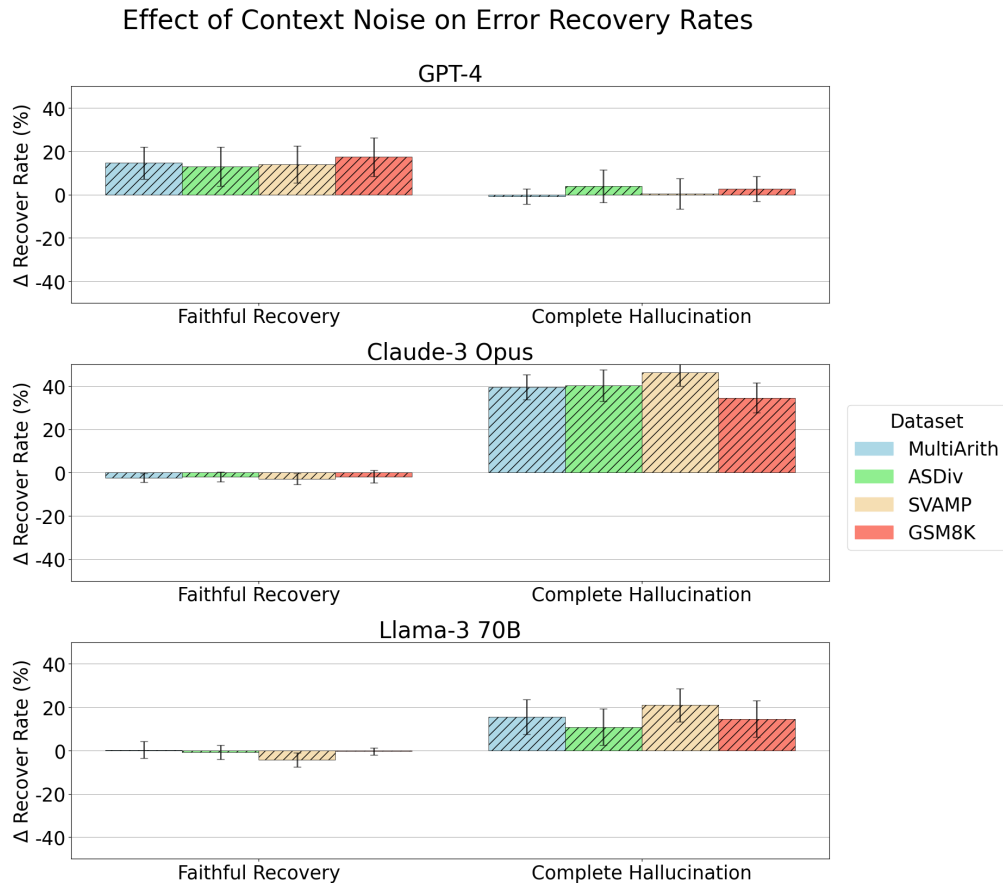 Effect of Context Noise on Error Recovery Rates
GPT-4
Δ Recover Rate (%)
40
20
0
-20
-40
Faithful Recovery
Complete Hallucination
Claude-3 Opus
Δ Recover Rate (%)
40
20
0
-20
-40
Faithful Recovery
Complete Hallucination
Dataset
MultiArith
ASDiv
SVAMP
GSM8K
Llama-3 70B
Δ Recover Rate (%)
40
20
0
-20
-40
Faithful Recovery
Complete Hallucination